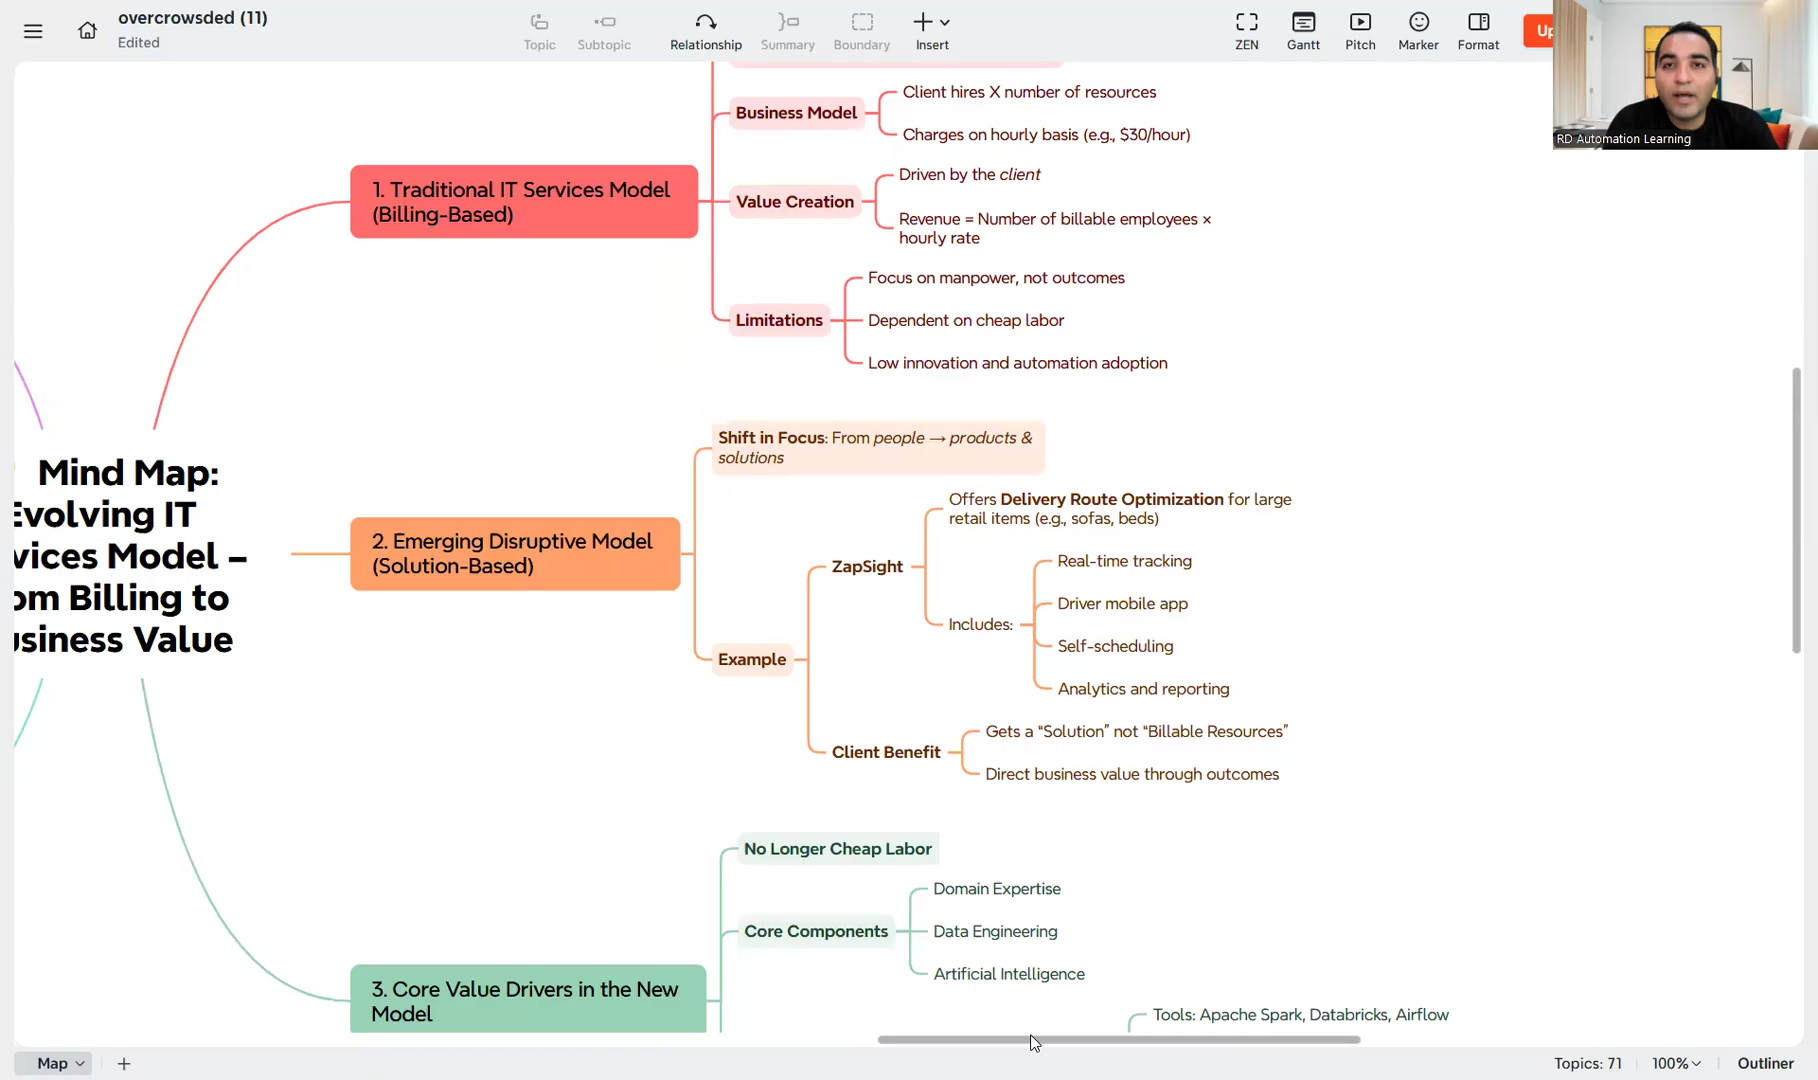 overcrowsded (11)
Edited
Topic
Subtopic
Relationship
Summary
Boundary
Insert
ZEN
Gantt
Pitch
Marker
Format
RD Automation Learning
Business Model
Client hires X number of resources
Charges on hourly basis (e.g., $30/hour)
1. Traditional IT Services Model
(Billing-Based)
Value Creation
Driven by the client
Revenue = Number of billable employees ×
hourly rate
Limitations
Focus on manpower, not outcomes
Dependent on cheap labor
Low innovation and automation adoption
Mind Map:
Evolving IT
vices Model –
om Billing to
usiness Value
2. Emerging Disruptive Model
(Solution-Based)
Shift in Focus: From people → products &
solutions
Example
ZapSight
Offers Delivery Route Optimization for large
retail items (e.g., sofas, beds)
Includes:
Real-time tracking
Driver mobile app
Self-scheduling
Analytics and reporting
Client Benefit
Gets a “Solution” not “Billable Resources”
Direct business value through outcomes
3. Core Value Drivers in the New
Model
No Longer Cheap Labor
Core Components
Domain Expertise
Data Engineering
Artificial Intelligence
Tools: Apache Spark, Databricks, Airflow
Map
Topics: 71
100%
Outliner